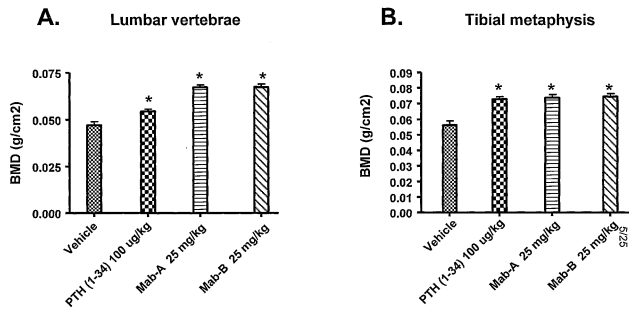 A.
Lumbar vertebrae
BMD (g/cm2)
0.075
0.050
0.025
0.000
*
*
*
Vehicle
PTH (1-34) 100 ug/kg
Mab-A 25 mg/kg
Mab-B 25 mg/kg
B.
Tibial metaphysis
BMD (g/cm2)
0.09
0.08
0.07
0.06
0.05
0.04
0.03
0.02
0.01
0.00
*
*
*
Vehicle
PTH (1-34) 100 ug/kg
Mab-A 25 mg/kg
Mab-B 25 mg/kg
5/25